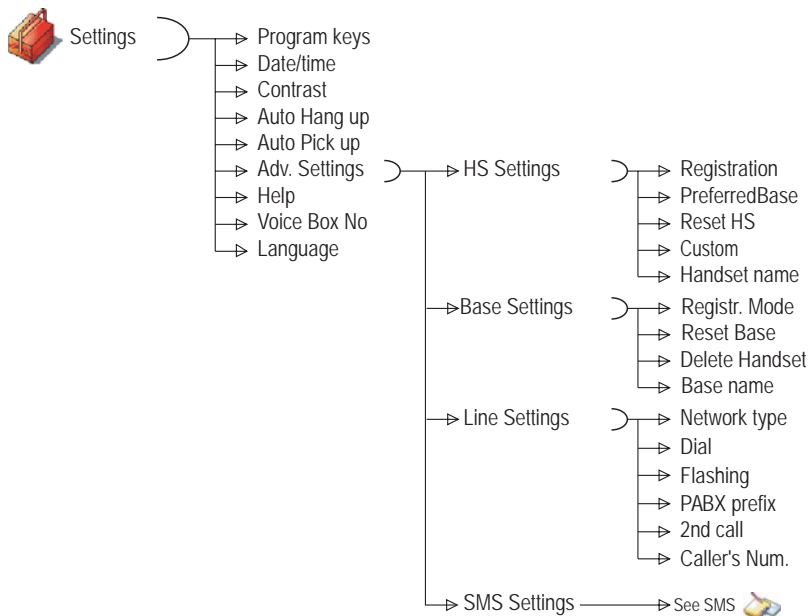 Settings
Program keys
Date/time
Contrast
Auto Hang up
Auto Pick up
Adv. Settings
Help
Voice Box No
Language
HS Settings
Registration
PreferredBase
Reset HS
Custom
Handset name
Base Settings
Registr. Mode
Reset Base
Delete Handset
Base name
Line Settings
Network type
Dial
Flashing
PABX prefix
2nd call
Caller's Num.
SMS Settings
See SMS